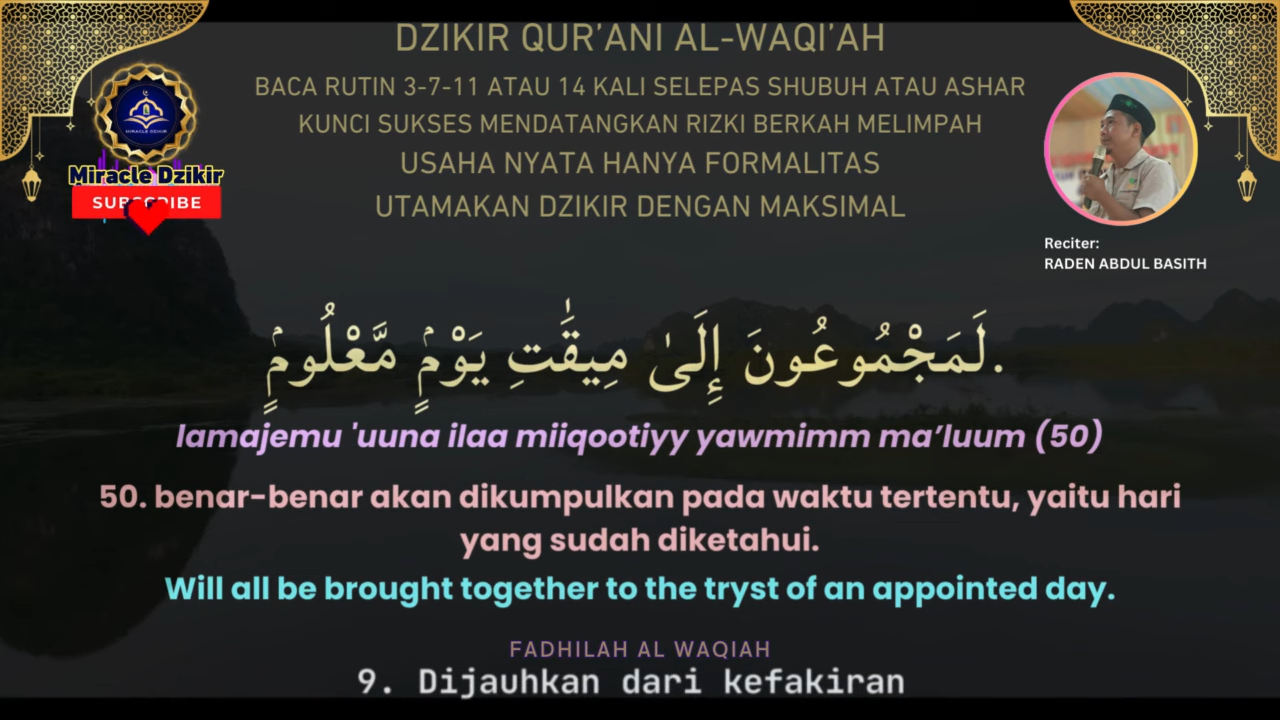 DZIKIR QUR’ANI AL-WAQI’AH
BACA RUTIN 3-7-11 ATAU 14 KALI SELEPAS SHUBUH ATAU ASHAR
KUNCI SUKSES MENDATANGKAN RIZKI BERKAH MELIMPAH
USAHA NYATA HANYA FORMALITAS
UTAMAKAN DZIKIR DENGAN MAKSIMAL
MIRACLE DZIKIR
Miracle Dzikir
SUBSCRIBE
Reciter:
RADEN ABDUL BASITH
لَمَجْمُوعُونَ إِلَىٰ مِيقَٰتِ يَوْمٍۢ مَّعْلُومٍۢ.
lamajemu 'uuna ilaa miiqootiyy yawmimm ma’luum (50)
50. benar-benar akan dikumpulkan pada waktu tertentu, yaitu hari
yang sudah diketahui.
Will all be brought together to the tryst of an appointed day.
FADHILAH AL WAQIAH
9. Dijauhkan dari kefakiran